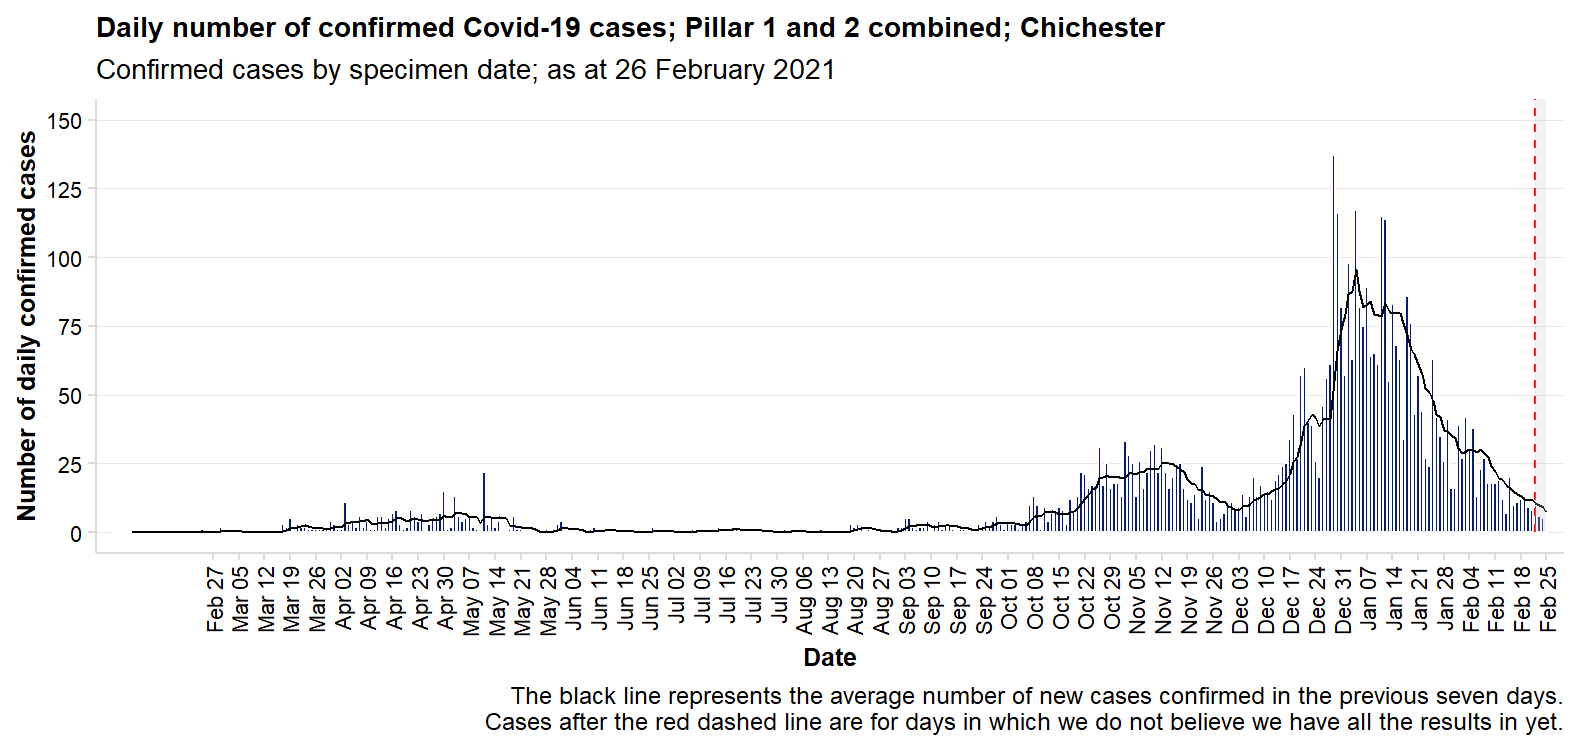 Daily number of confirmed Covid-19 cases; Pillar 1 and 2 combined; Chichester
Confirmed cases by specimen date; as at 26 February 2021
Number of daily confirmed cases
150
125
100
75
50
25
0
Feb 27
Mar 05
Mar 12
Mar 19
Mar 26
Apr 02
Apr 09
Apr 16
Apr 23
Apr 30
May 07
May 14
May 21
May 28
Jun 04
Jun 11
Jun 18
Jun 25
Jul 02
Jul 09
Jul 16
Jul 23
Jul 30
Aug 06
Aug 13
Aug 20
Aug 27
Sep 03
Sep 10
Sep 17
Sep 24
Oct 01
Oct 08
Oct 15
Oct 22
Oct 29
Nov 05
Nov 12
Nov 19
Nov 26
Dec 03
Dec 10
Dec 17
Dec 24
Dec 31
Jan 07
Jan 14
Jan 21
Jan 28
Feb 04
Feb 11
Feb 18
Feb 25
Date
The black line represents the average number of new cases confirmed in the previous seven days.
Cases after the red dashed line are for days in which we do not believe we have all the results in yet.